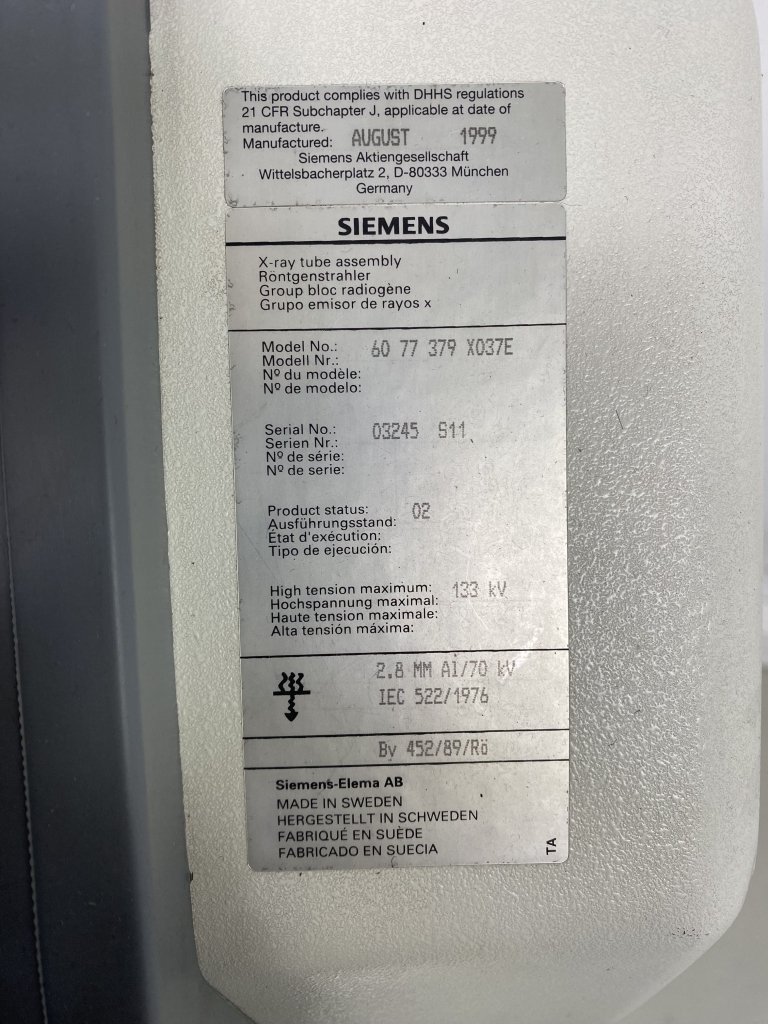 This product complies with DHHS regulations
21 CFR Subchapter J, applicable at date of
manufacture.
Manufactured: AUGUST 1999
Siemens Aktiengesellschaft
Wittelsbacherplatz 2, D-80333 München
Germany
SIEMENS
X-ray tube assembly
Röntgenstrahler
Group bloc radiogène
Grupo emisor de rayos x
Model No.: 60 77 379 X037E
Modell Nr.:
Nº du modèle:
Nº de modelo:
Serial No.: 03245 S11
Serien Nr.:
Nº de série:
Nº de serie:
Product status: 02
Ausführungsstand:
État d'exécution:
Tipo de ejecución:
High tension maximum: 133 kV
Hochspannung maximal:
Haute tension maximale:
Alta tensión máxima:
2.8 MM Al/70 kV
IEC 522/1976
By 452/89/Rö
Siemens-Elema AB
MADE IN SWEDEN
HERGESTELLT IN SCHWEDEN
FABRIQUÉ EN SUÈDE
FABRICADO EN SUECIA
TA